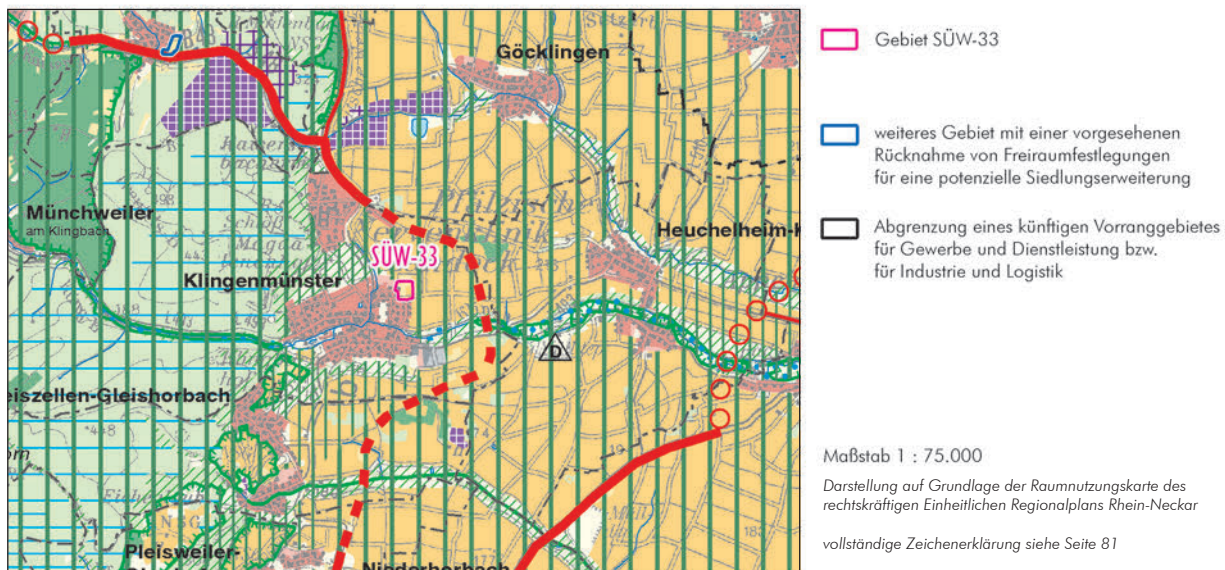 B48
Göcklingen
Münchweiler
am Klingbach
SÜW-33
Heuchelheim-K
Klingenmünster
eiszellen-Gleishorbach
NSG
Pleisweiler-
Niederhorbach
D
Gebiet SÜW-33
weiteres Gebiet mit einer vorgesehenen
Rücknahme von Freiraumfestlegungen
für eine potenzielle Siedlungserweiterung
Abgrenzung eines künftigen Vorranggebietes
für Gewerbe und Dienstleistung bzw.
für Industrie und Logistik
Maßstab 1 : 75.000
Darstellung auf Grundlage der Raumnutzungskarte des
rechtskräftigen Einheitlichen Regionalplans Rhein-Neckar
vollständige Zeichenerklärung siehe Seite 81